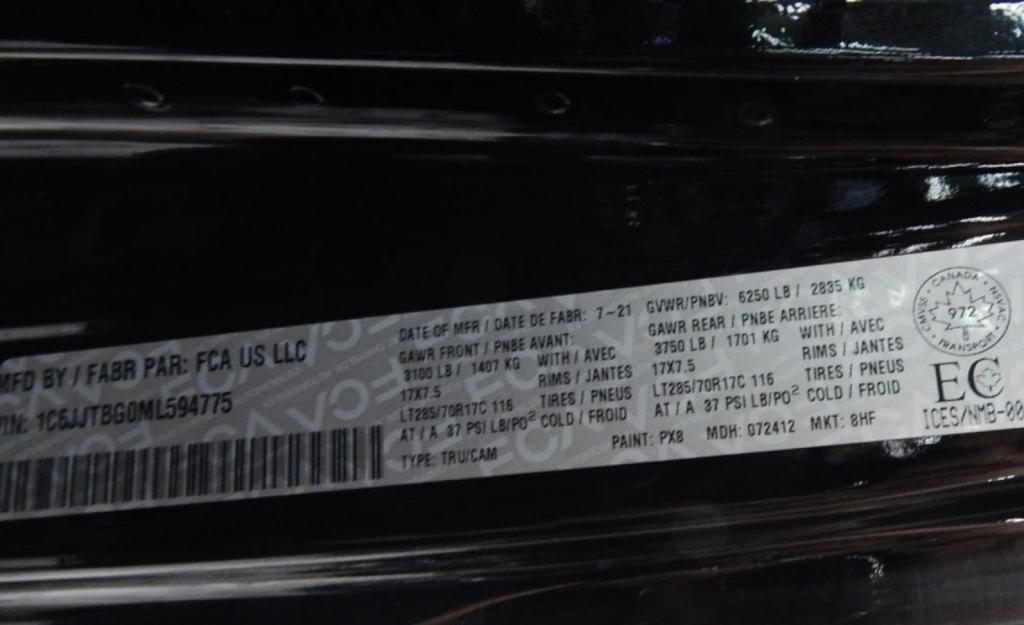 MFD BY / FABR PAR: FCA US LLC
VIN: 1C6JJTBG0ML594775
DATE OF MFR / DATE DE FABR: 7-21
GAWR FRONT / PNBE AVANT:
3100 LB / 1407 KG WITH / AVEC
17X7.5 RIMS / JANTES
LT285/70R17C 116 TIRES / PNEUS
AT / A 37 PSI LB/PO² COLD / FROID
TYPE: TRU/CAM
GVWR/PNBV: 6250 LB / 2835 KG
GAWR REAR / PNBE ARRIERE:
3750 LB / 1701 KG WITH / AVEC
17X7.5 RIMS / JANTES
LT285/70R17C 116 TIRES / PNEUS
AT / A 37 PSI LB/PO² COLD / FROID
PAINT: PX8 MDH: 072412 MKT: 8HF
CANADA
NSVAC
TRANSPORT
CMVSS
972
EC
ICES/NMB-00